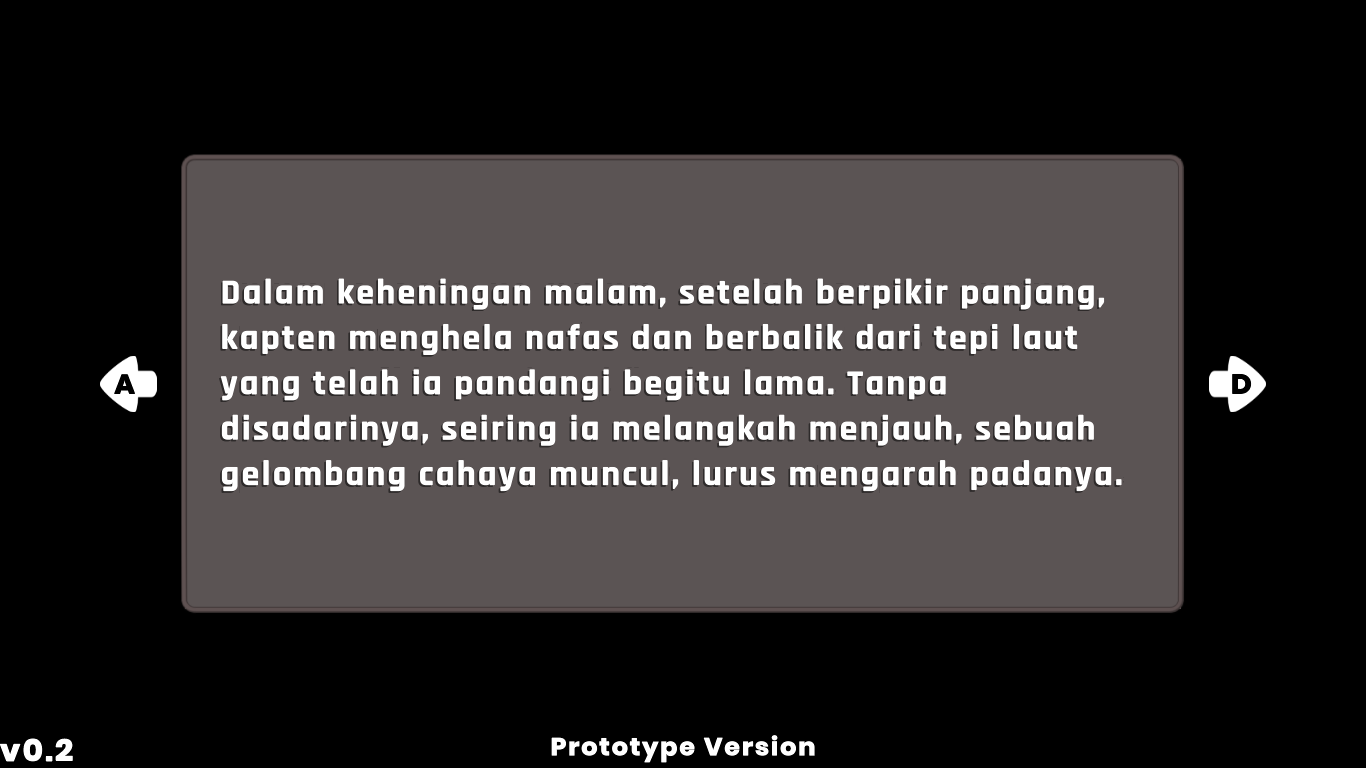 Dalam keheningan malam, setelah berpikir panjang,
kapten menghela nafas dan berbalik dari tepi laut
yang telah ia pandangi begitu lama. Tanpa
disadarinya, seiring ia melangkah menjauh, sebuah
gelombang cahaya muncul, lurus mengarah padanya.
A
D
v0.2
Prototype Version